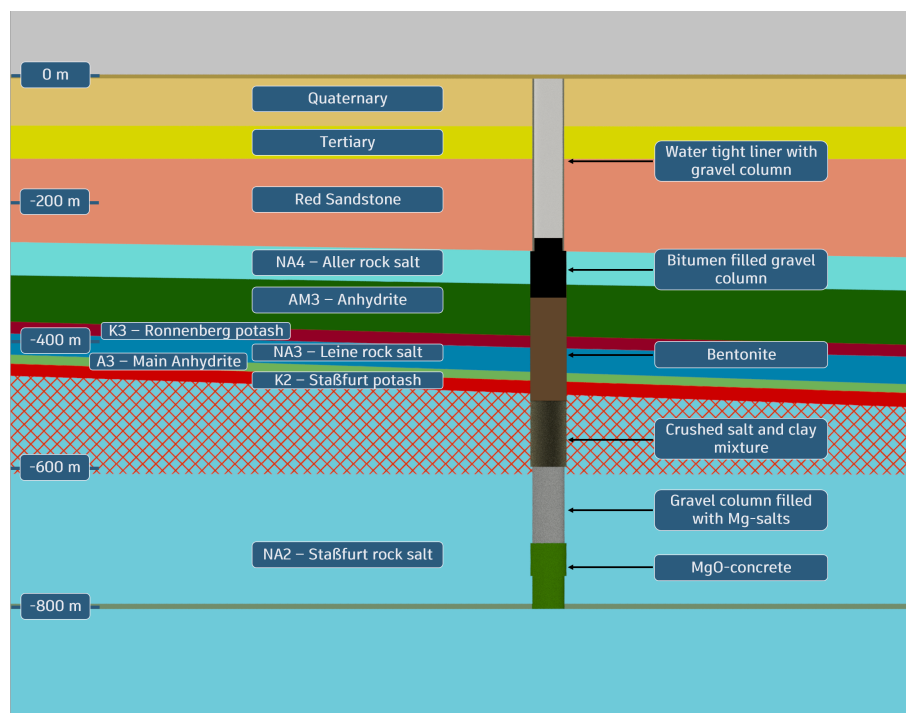 0 m
Quaternary
Tertiary
Water tight liner with
gravel column
-200 m
Red Sandstone
NA4 – Aller rock salt
Bitumen filled gravel
column
AM3 – Anhydrite
K3 – Ronnenberg potash
-400 m
NA3 – Leine rock salt
Bentonite
A3 – Main Anhydrite
K2 – Staßfurt potash
Crushed salt and clay
mixture
-600 m
Gravel column filled
with Mg-salts
NA2 – Staßfurt rock salt
MgO-concrete
-800 m